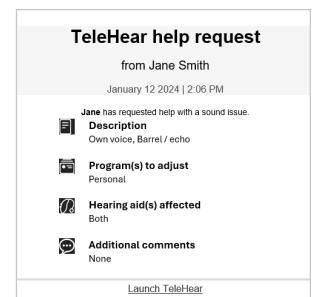 TeleHear help request
from Jane Smith
January 12 2024 | 2:06 PM
Jane has requested help with a sound issue.
Description
Own voice, Barrel / echo
Program(s) to adjust
Personal
Hearing aid(s) affected
Both
Additional comments
None
Launch TeleHear